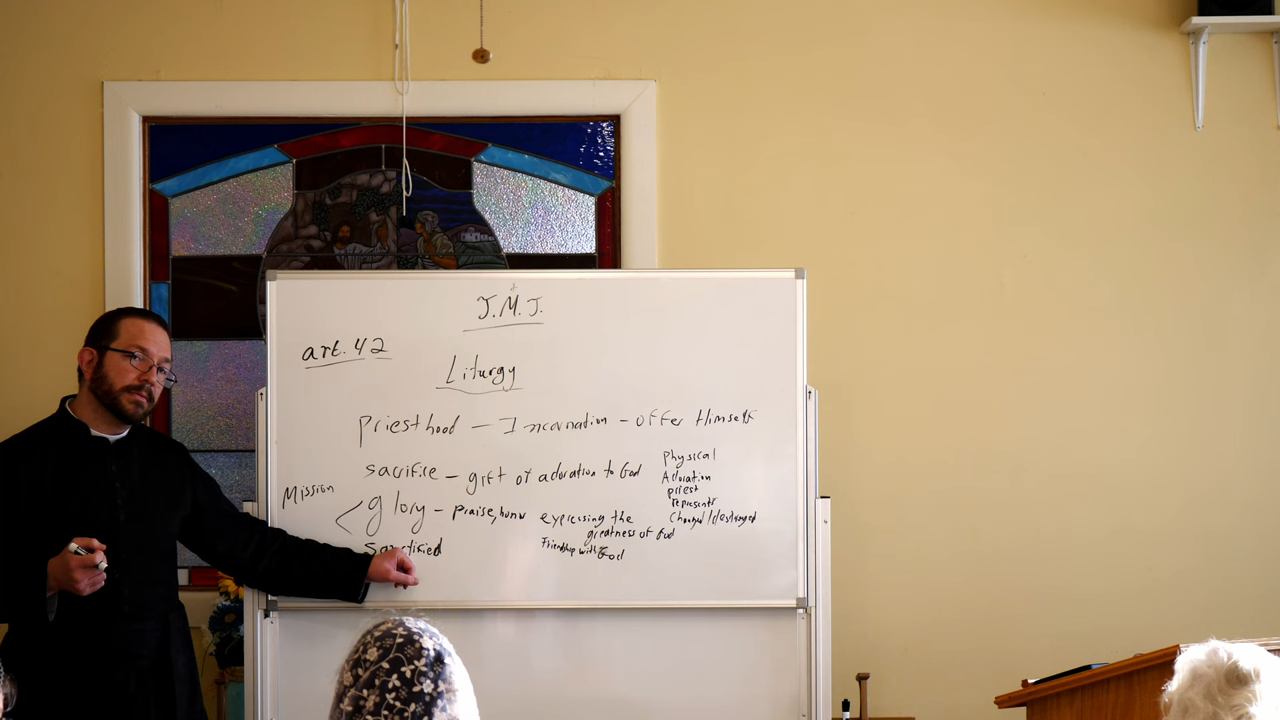 J.M.J.
art. 42
Liturgy
Priesthood – Incarnation – offer Himself
sacrifice – gift of adoration to God
Physical
Adoration
priest
represents
Changed/destroyed
Mission
glory – praise, honor expressing the
greatness of God
sanctified
Friendship with God